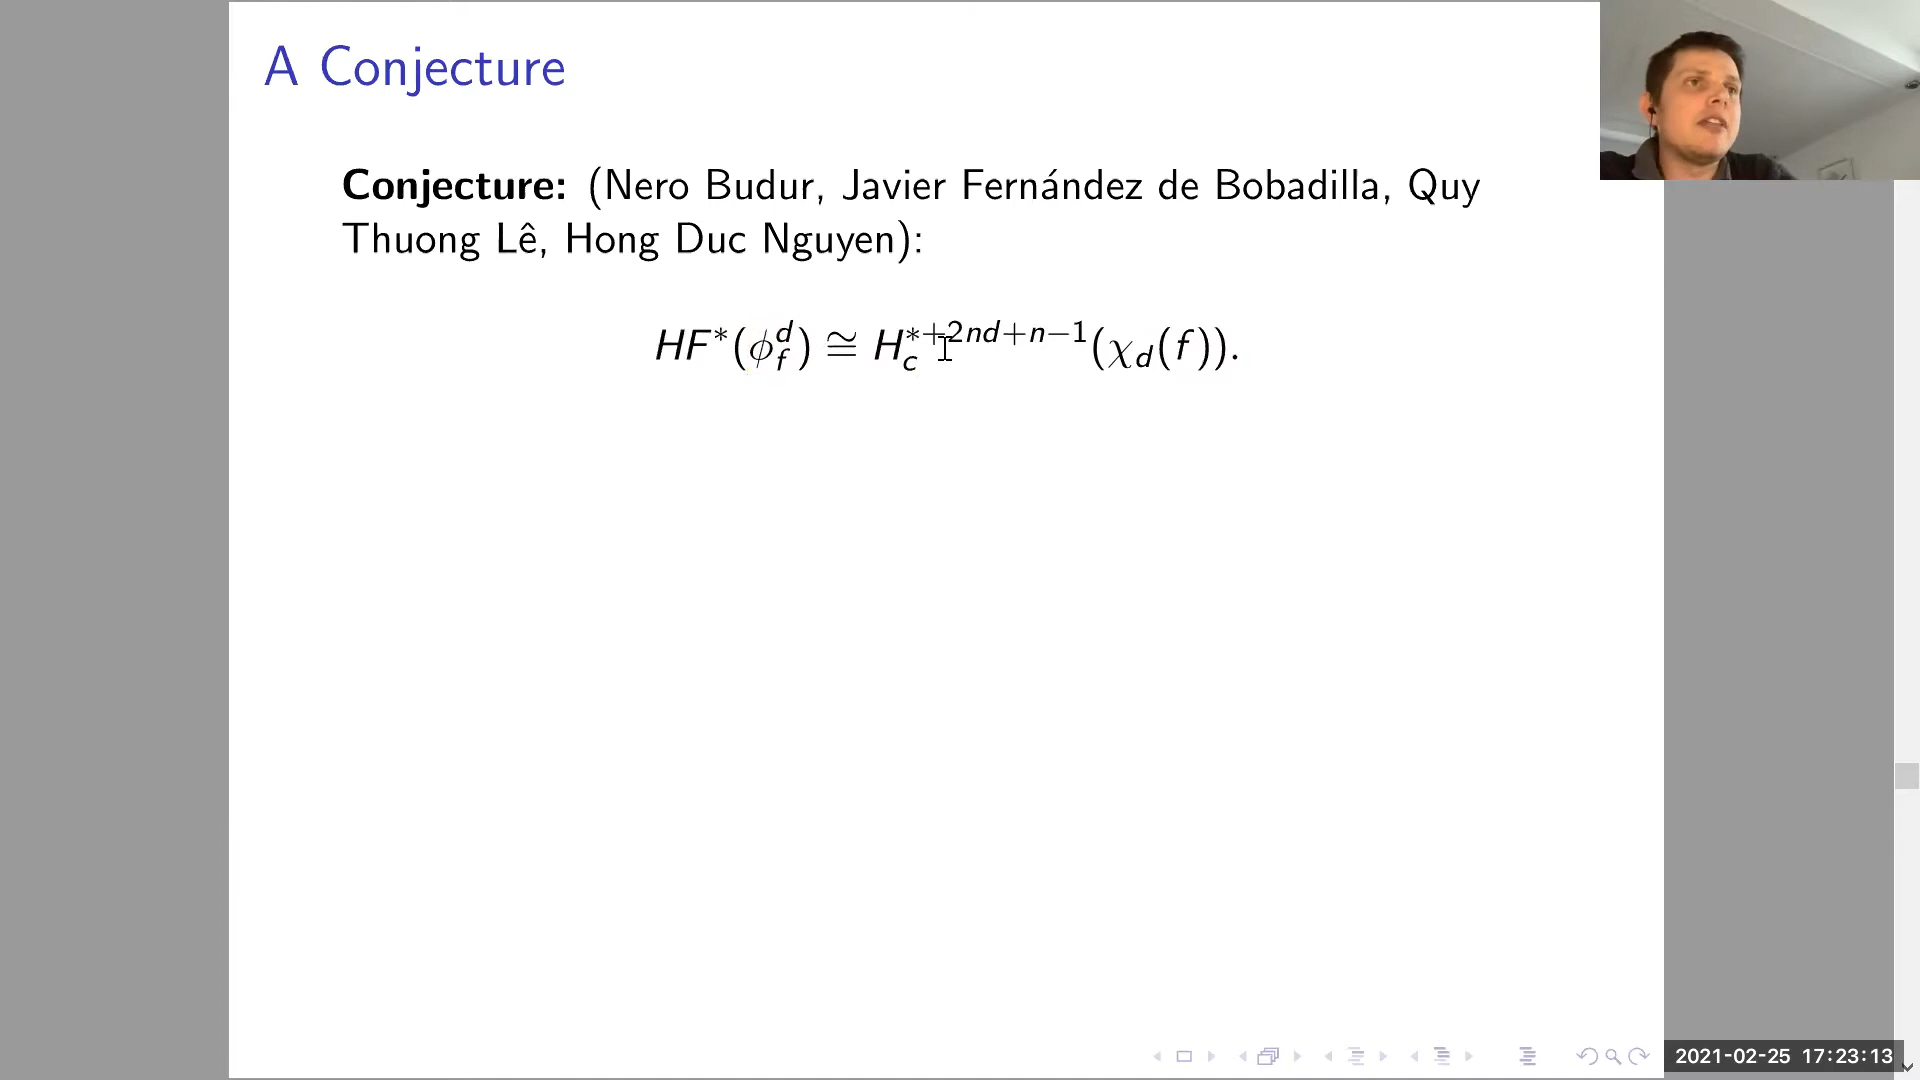 A Conjecture
Conjecture: (Nero Budur, Javier Fernández de Bobadilla, Quy
Thuong Lê, Hong Duc Nguyen):
HF^*(ϕ_f^d) ≅ H_c^{*+2nd+n−1}(χ_d(f)).
2021-02-25 17:23:13